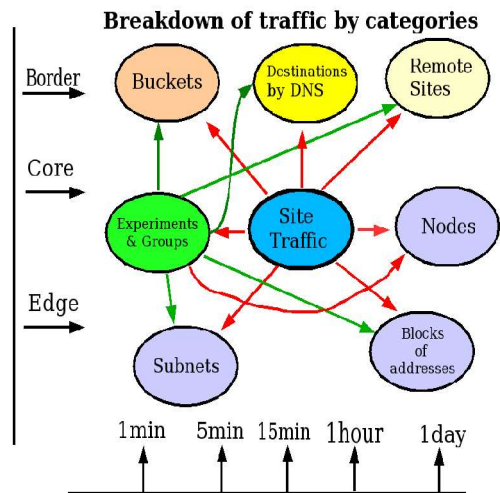 Breakdown of traffic by categories
Border
Buckets
Destinations
by DNS
Remote
Sites
Core
Experiments
& Groups
Site
Traffic
Nodes
Edge
Subnets
Blocks
of
addresses
1min
5min
15min
1hour
1day